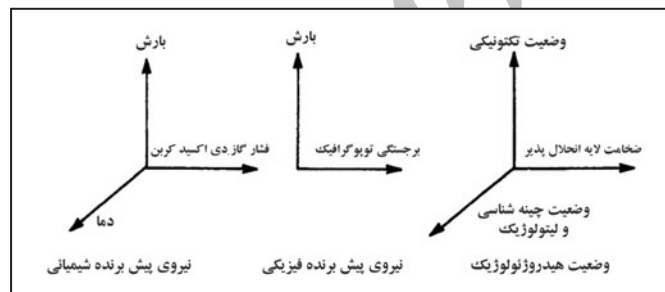 وضعیت تکتونیکی
ضخامت لایه انحلال پذیر
وضعیت چینه شناسی
و لیتولوژیک
وضعیت هیدروژئولوژیک
بارش
برجستگی توپوگرافیک
نیروی پیش برنده فیزیکی
بارش
فشار گاز دی اکسید کربن
دما
نیروی پیش برنده شیمیائی